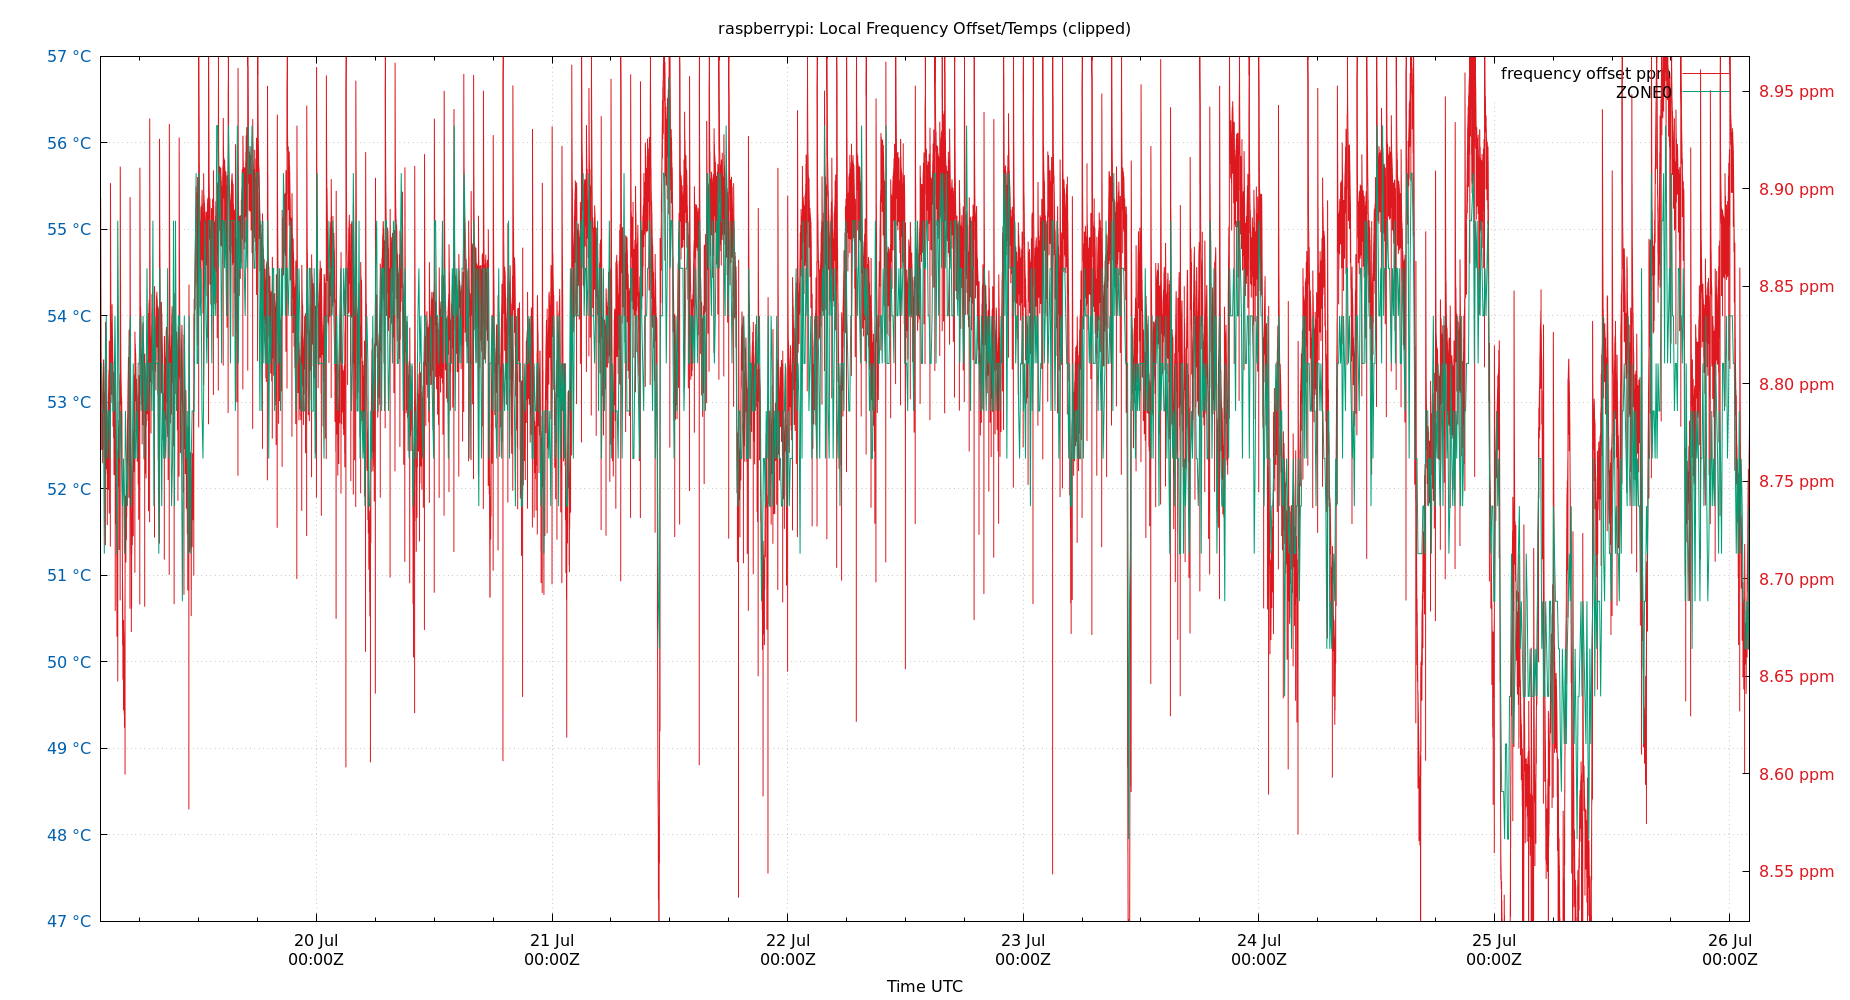 raspberrypi: Local Frequency Offset/Temps (clipped)
57 °C
56 °C
55 °C
54 °C
53 °C
52 °C
51 °C
50 °C
49 °C
48 °C
47 °C
frequency offset ppm
ZONE0
8.95 ppm
8.90 ppm
8.85 ppm
8.80 ppm
8.75 ppm
8.70 ppm
8.65 ppm
8.60 ppm
8.55 ppm
20 Jul 21 Jul 22 Jul 23 Jul 24 Jul 25 Jul 26 Jul
00:00Z 00:00Z 00:00Z 00:00Z 00:00Z 00:00Z 00:00Z
Time UTC